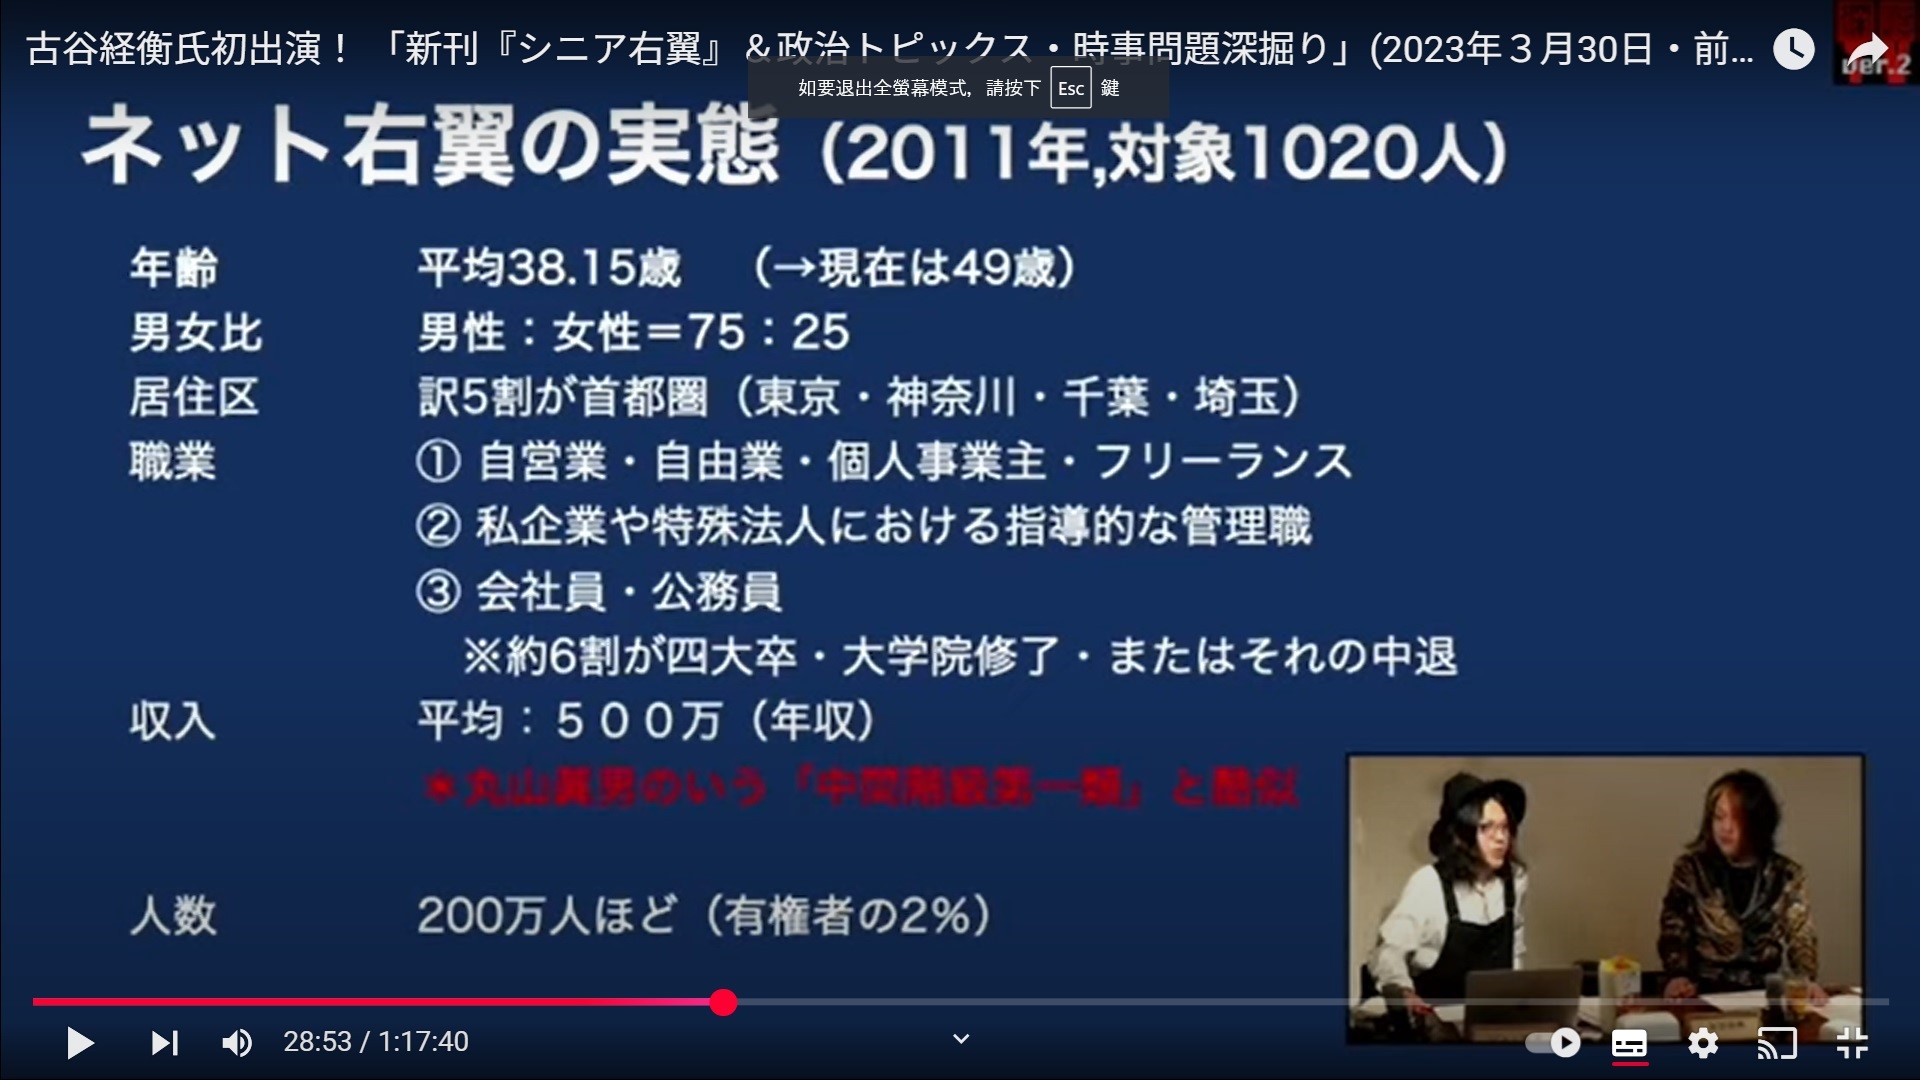 古谷経衡氏初出演！「新刊『シニア右翼』＆政治トピックス・時事問題深掘り」(2023年３月30日・前...
ver.2
如要退出全螢幕模式，請按下 Esc 鍵
ネット右翼の実態（2011年,対象1020人）
年齢 平均38.15歳 （→現在は49歳）
男女比 男性：女性＝75：25
居住区 訳5割が首都圏（東京・神奈川・千葉・埼玉）
職業 ① 自営業・自由業・個人事業主・フリーランス
② 私企業や特殊法人における指導的な管理職
③ 会社員・公務員
※約6割が四大卒・大学院修了・またはそれの中退
収入 平均：５００万（年収）
＊丸山眞男のいう「中間階級第一類」と酷似
人数 200万人ほど（有権者の2%）
28:53 / 1:17:40